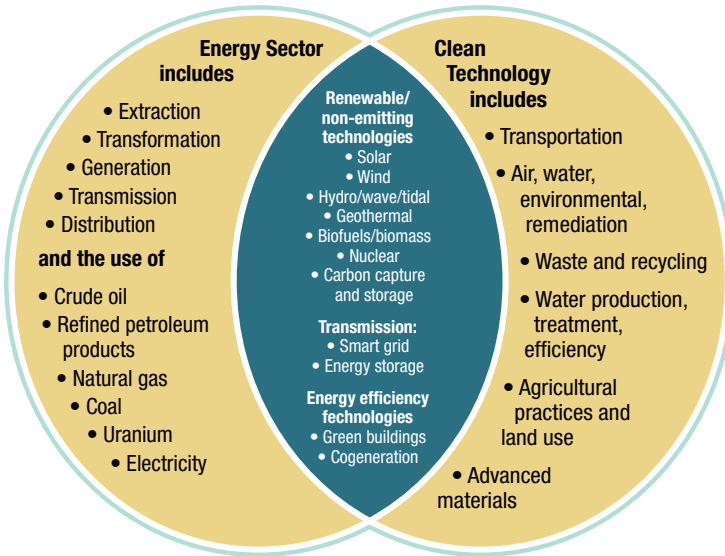 Energy Sector
includes
• Extraction
• Transformation
• Generation
• Transmission
• Distribution
and the use of
• Crude oil
• Refined petroleum
products
• Natural gas
• Coal
• Uranium
• Electricity
Renewable/
non-emitting
technologies
• Solar
• Wind
• Hydro/wave/tidal
• Geothermal
• Biofuels/biomass
• Nuclear
• Carbon capture
and storage
Transmission:
• Smart grid
• Energy storage
Energy efficiency
fechnologies
• Green buildings
• Cogeneration
Clean
Technology
includes
• Transportation
• Air, water,
environmental,
remediation
• Waste and recycling
• Water production,
treatment,
efficiency
• Agricultural
practices and
land use
• Advanced
materials